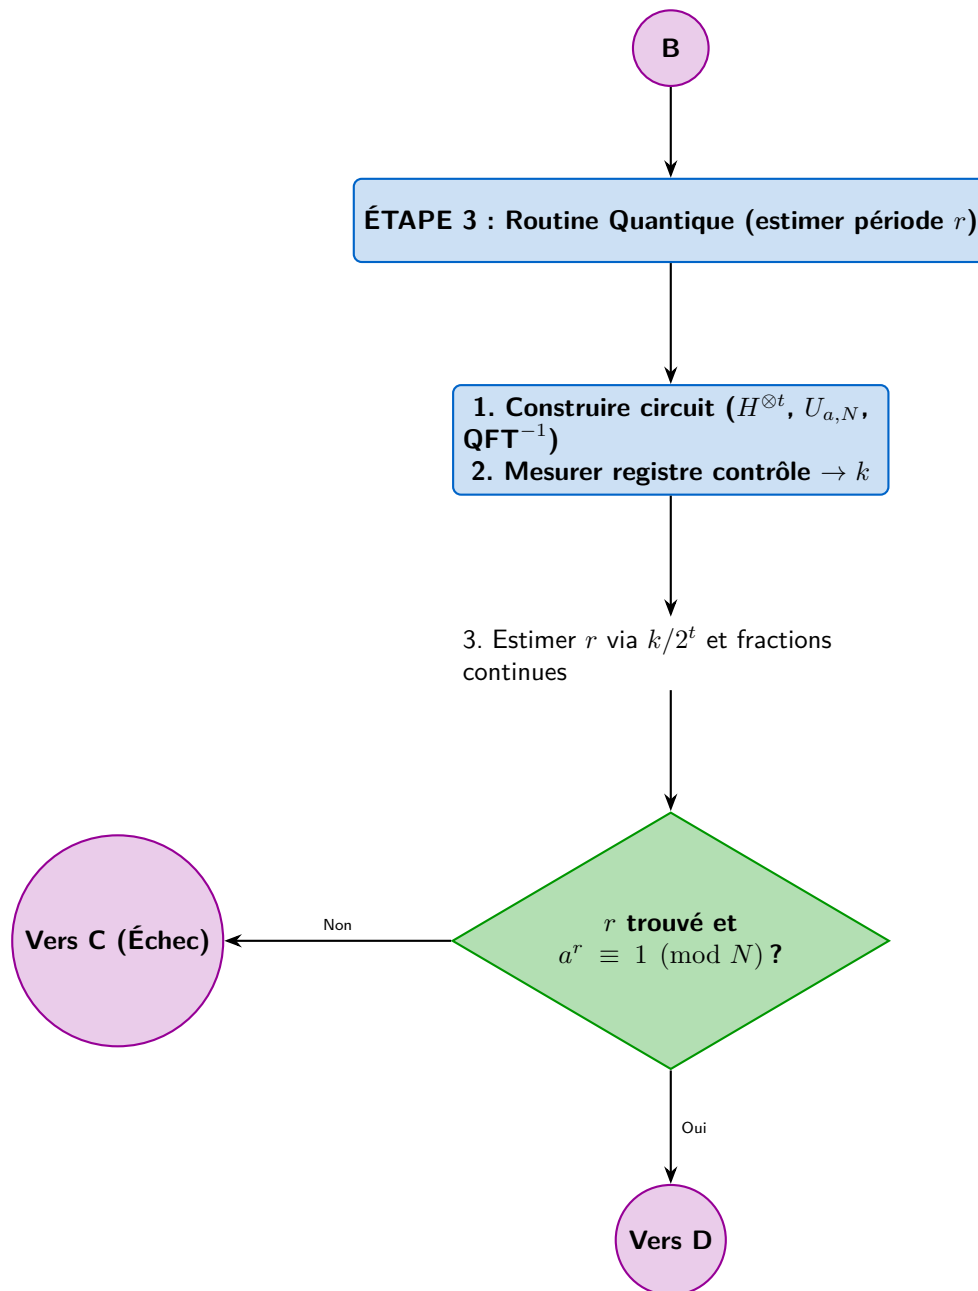 B
ÉTAPE 3 : Routine Quantique (estimer période r)
1. Construire circuit (H^{⊗t}, U_{a,N},
QFT^{−1})
2. Mesurer registre contrôle → k
3. Estimer r via k/2^t et fractions
continues
r trouvé et
a^r ≡ 1 (mod N) ?
Non
Vers C (Échec)
Oui
Vers D